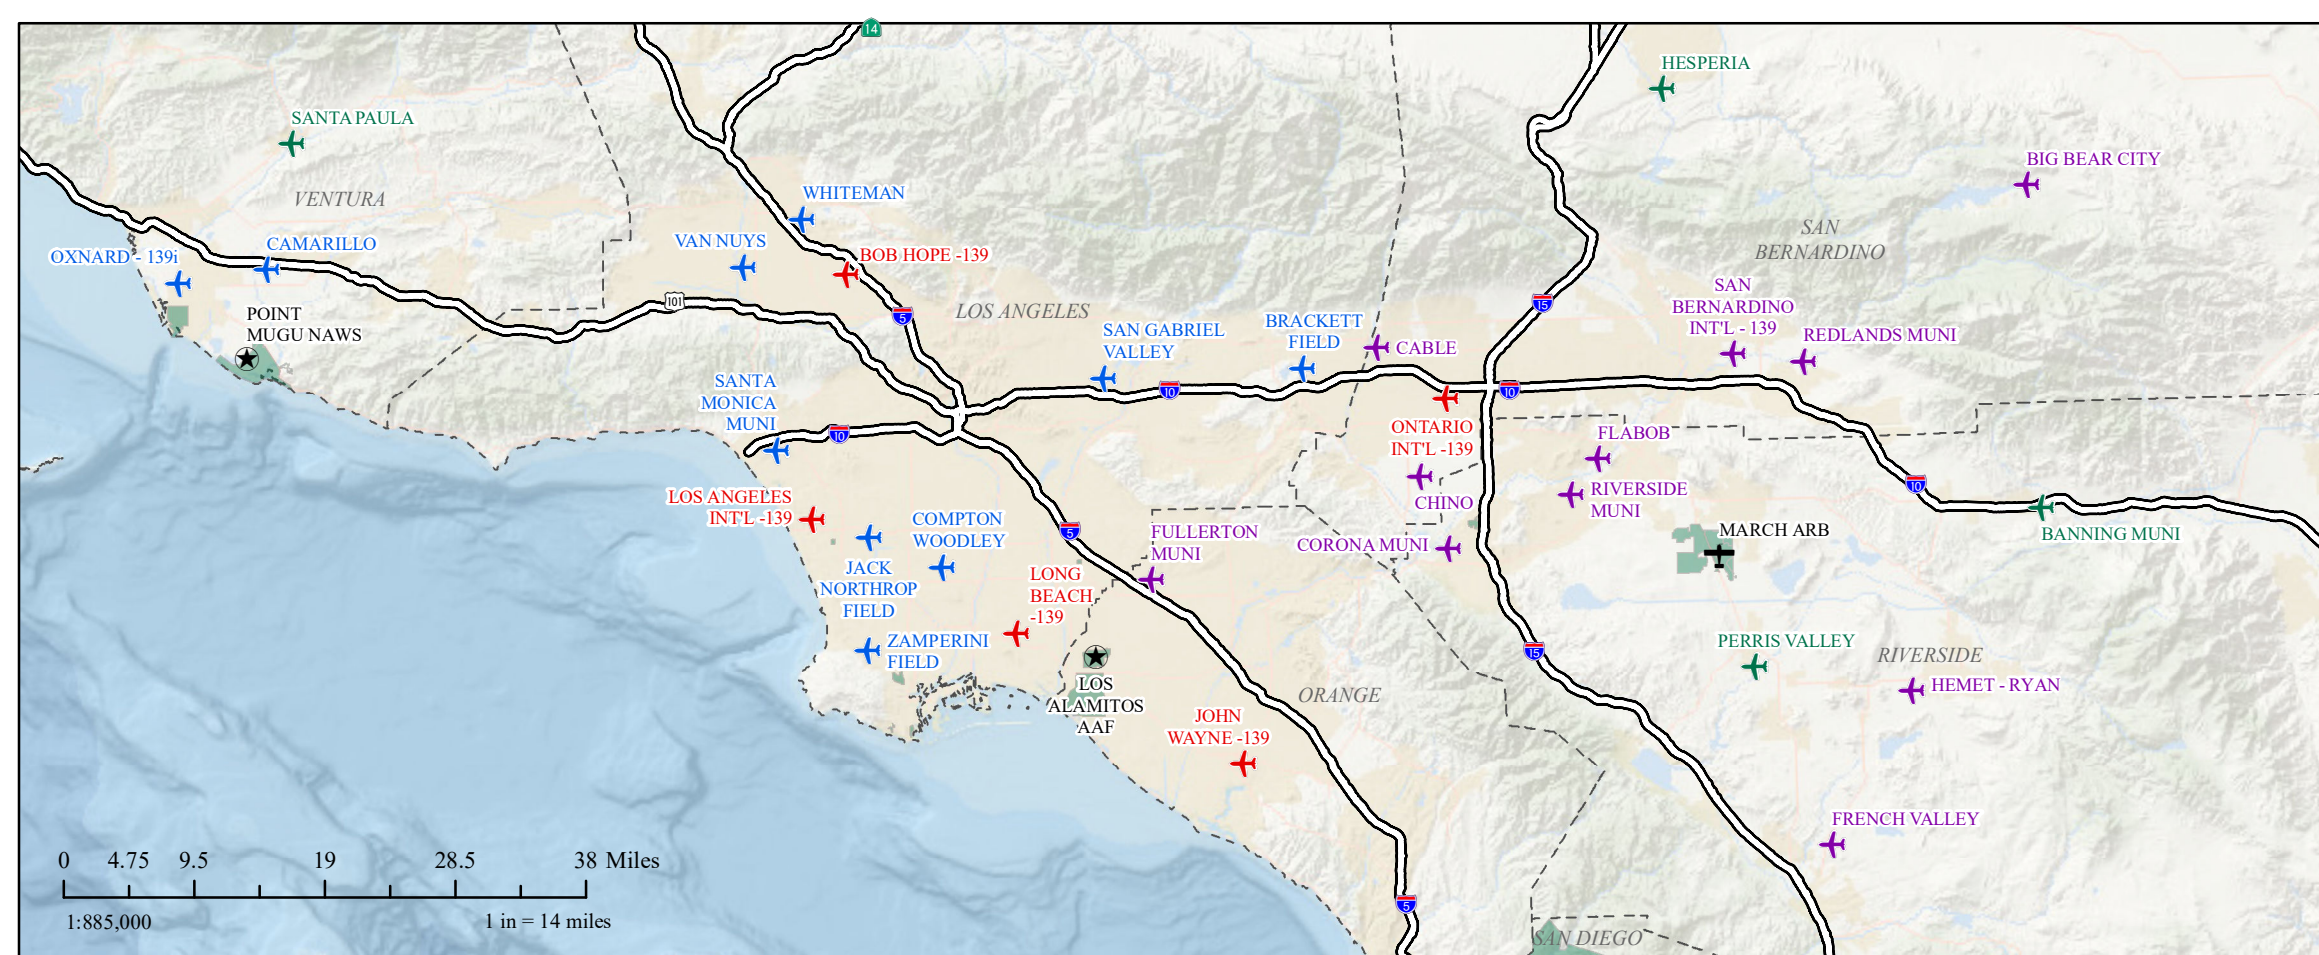 14
HESPERIA
SANTA PAULA
BIG BEAR CITY
VENTURA
WHITEMAN
SAN
BERNARDINO
VAN NUYS
CAMARILLO
OXNARD - 139i
BOB HOPE -139
SAN
BERNARDINO
INT'L - 139
101
15
5
LOS ANGELES
POINT
MUGU NAWS
SAN GABRIEL
VALLEY
BRACKETT
FIELD
CABLE
REDLANDS MUNI
SANTA
MONICA
MUNI
10
10
10
ONTARIO
INT'L -139
FLABOB
CHINO
RIVERSIDE
MUNI
10
LOS ANGELES
INT'L -139
COMPTON
WOODLEY
5
FULLERTON
MUNI
CORONA MUNI
MARCH ARB
BANNING MUNI
JACK
NORTHROP
FIELD
LONG
BEACH
-139
ZAMPERINI
FIELD
15
PERRIS VALLEY
RIVERSIDE
HEMET - RYAN
LOS
ALAMITOS
AAF
ORANGE
JOHN
WAYNE -139
FRENCH VALLEY
0 4.75 9.5 19 28.5 38 Miles
1:885,000 1 in = 14 miles
5
SAN DIEGO